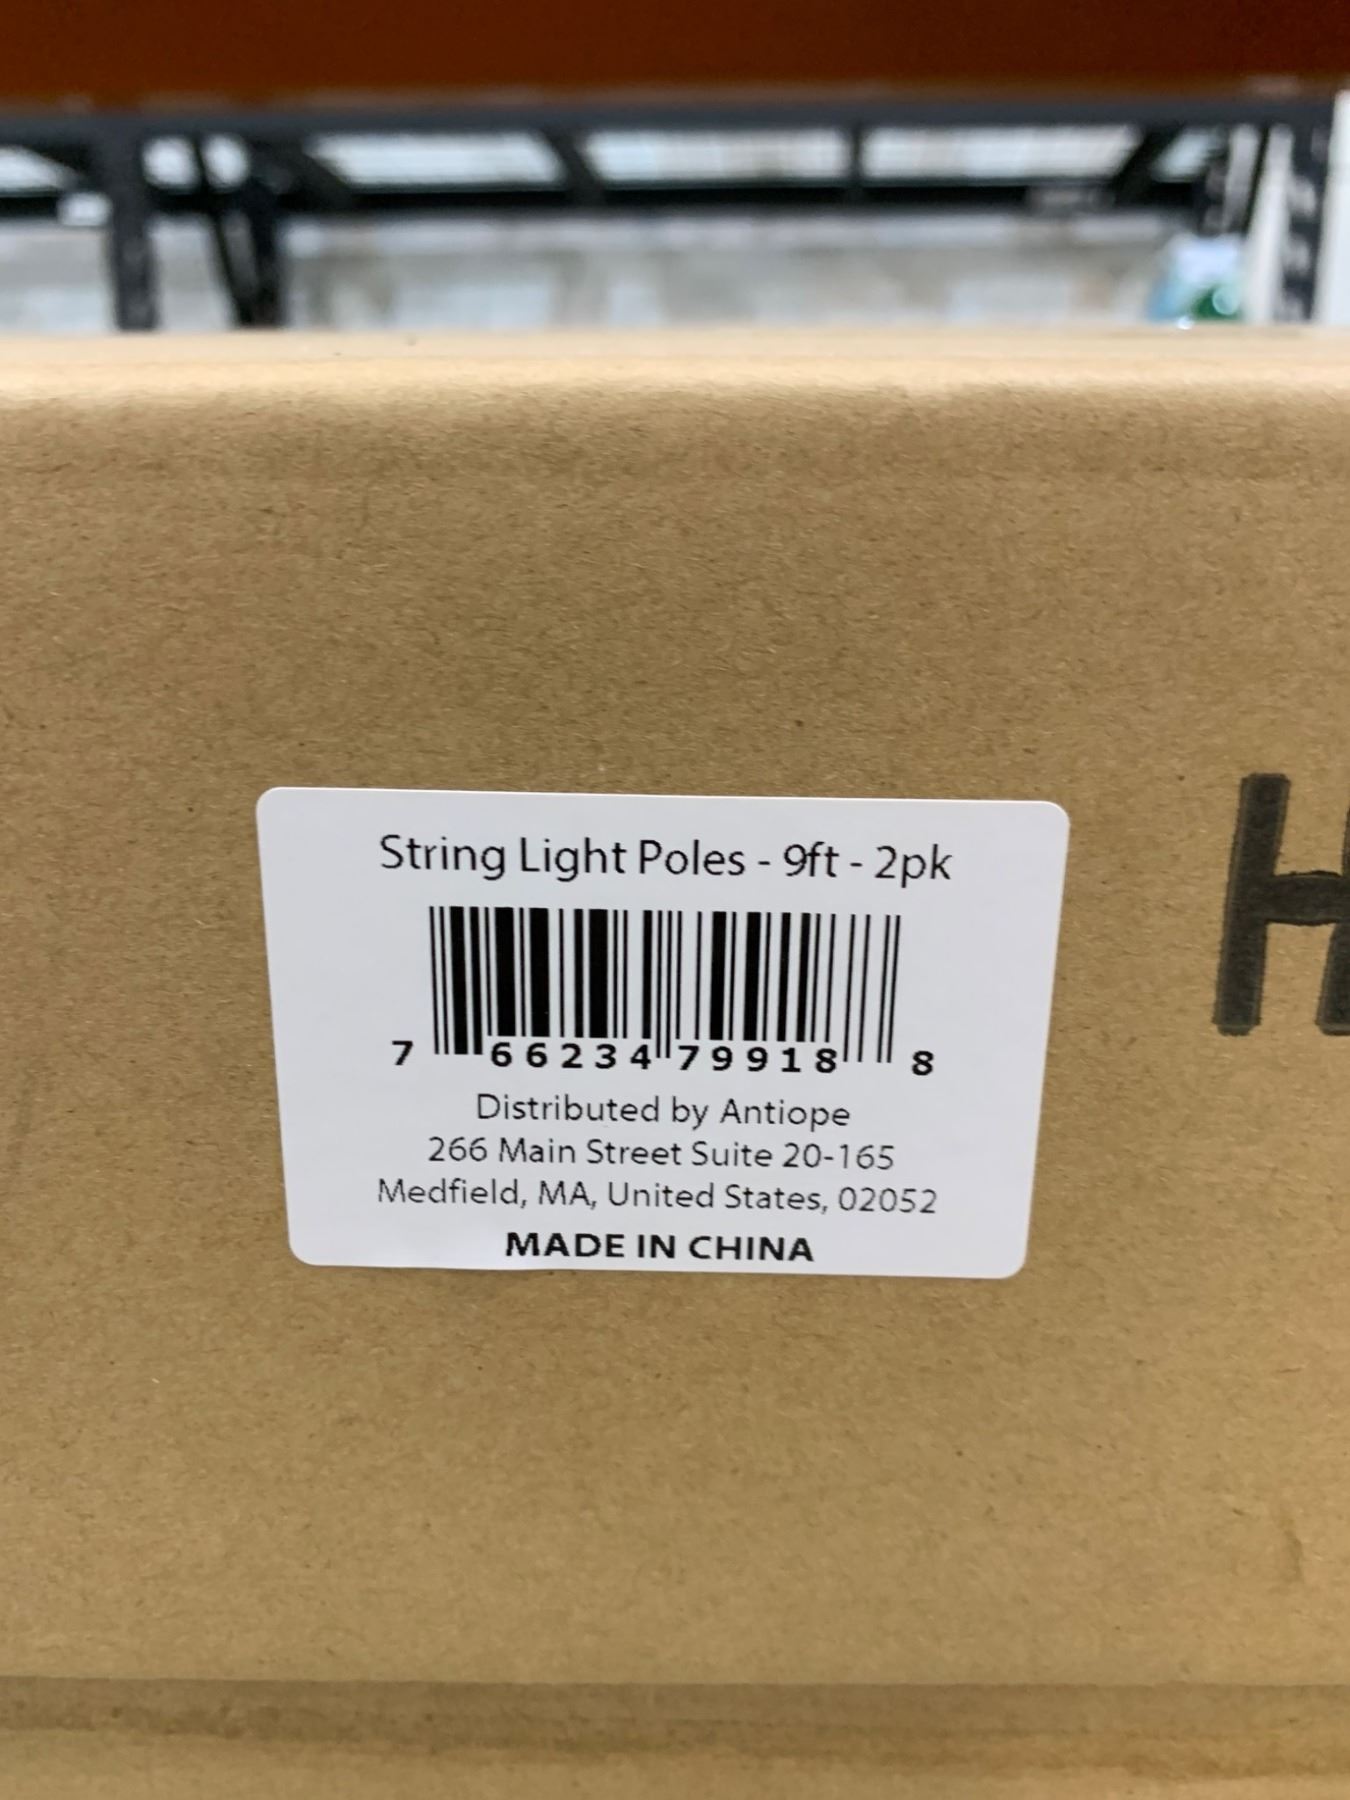 String Light Poles - 9ft - 2pk
7 66234 79918 8
Distributed by Antiope
266 Main Street Suite 20-165
Medfield, MA, United States, 02052
MADE IN CHINA
H